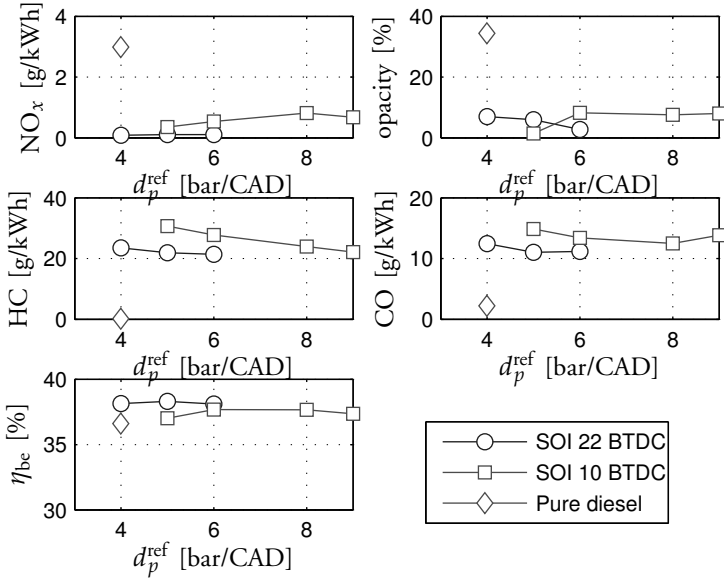 NOx [g/kWh]
4
2
0
4 6 8
d_p^ref [bar/CAD]
opacity [%]
40
20
0
4 6 8
d_p^ref [bar/CAD]
HC [g/kWh]
40
20
0
4 6 8
d_p^ref [bar/CAD]
CO [g/kWh]
20
10
0
4 6 8
d_p^ref [bar/CAD]
η_be [%]
40
35
30
4 6 8
d_p^ref [bar/CAD]
SOI 22 BTDC
SOI 10 BTDC
Pure diesel